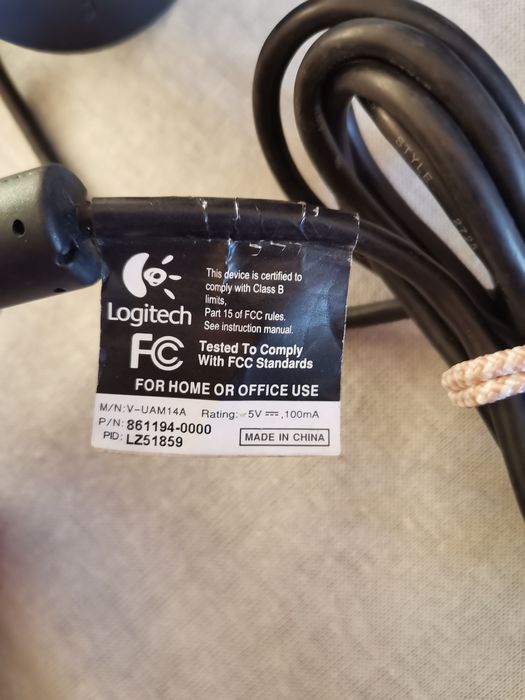 STYLE 2725
Logitech
This device is certified to
comply with Class B
limits,
Part 15 of FCC rules.
See instruction manual.
FC
Tested To Comply
With FCC Standards
FOR HOME OR OFFICE USE
M/N:V-UAM14A Rating: 5V ⎓ ,100mA
P/N: 861194-0000
PID: LZ51859
MADE IN CHINA